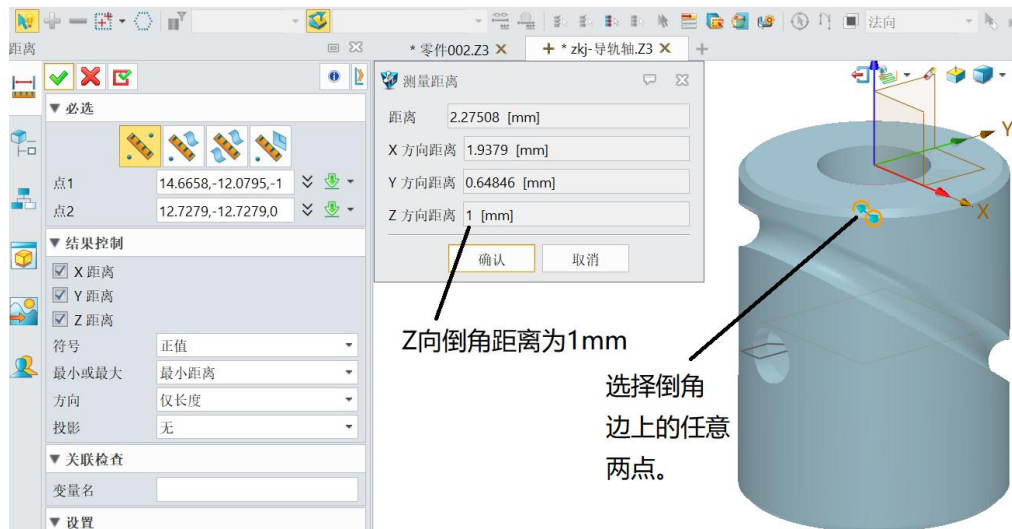 法向
距离
* 零件002.Z3
+ * zkj-导轨轴.Z3
必选
点1 14.6658,-12.0795,-1
点2 12.7279,-12.7279,0
结果控制
X 距离
Y 距离
Z 距离
符号 正值
最小或最大 最小距离
方向 仅长度
投影 无
关联检查
变量名
设置
测量距离
距离 2.27508 [mm]
X 方向距离 1.9379 [mm]
Y 方向距离 0.64846 [mm]
Z 方向距离 1 [mm]
确认 取消
Z向倒角距离为1mm
Y
X
选择倒角
边上的任意
两点。